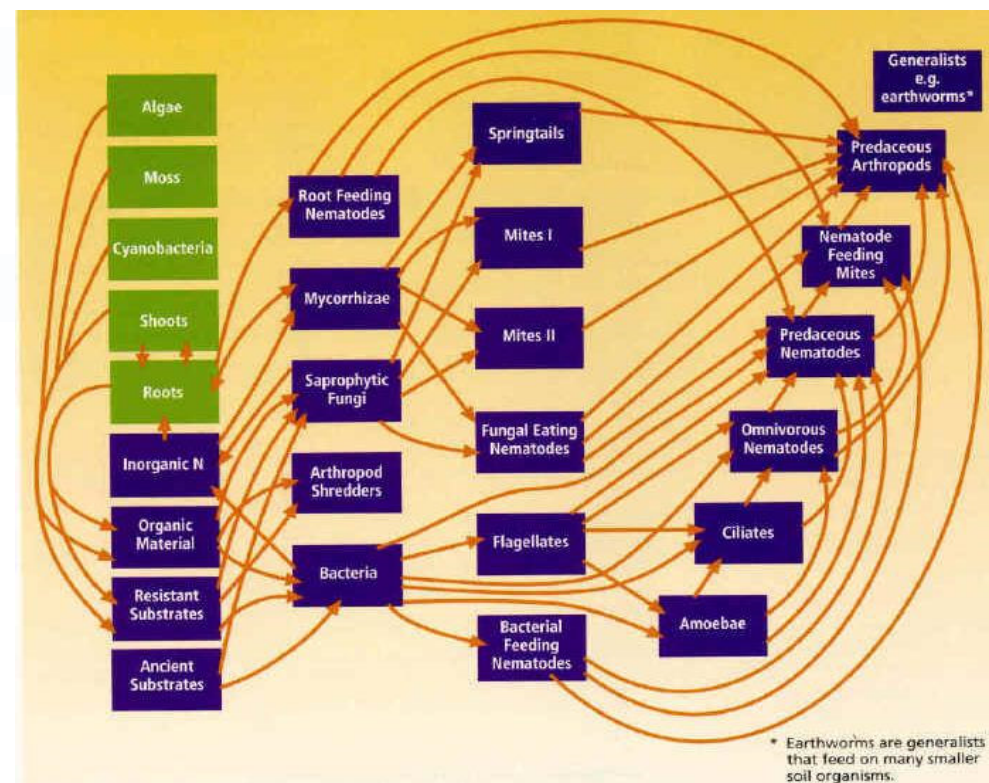 Algae
Moss
Cyanobacteria
Shoots
Roots
Inorganic N
Organic
Material
Resistant
Substrates
Ancient
Substrates
Root Feeding
Nematodes
Mycorrhizae
Saprophytic
Fungi
Arthropod
Shredders
Bacteria
Springtails
Mites I
Mites II
Fungal Eating
Nematodes
Flagellates
Bacterial
Feeding
Nematodes
Generalists
e.g.
earthworms*
Predaceous
Arthropods
Nematode
Feeding
Mites
Predaceous
Nematodes
Omnivorous
Nematodes
Ciliates
Amoebae
* Earthworms are generalists
that feed on many smaller
soil organisms.